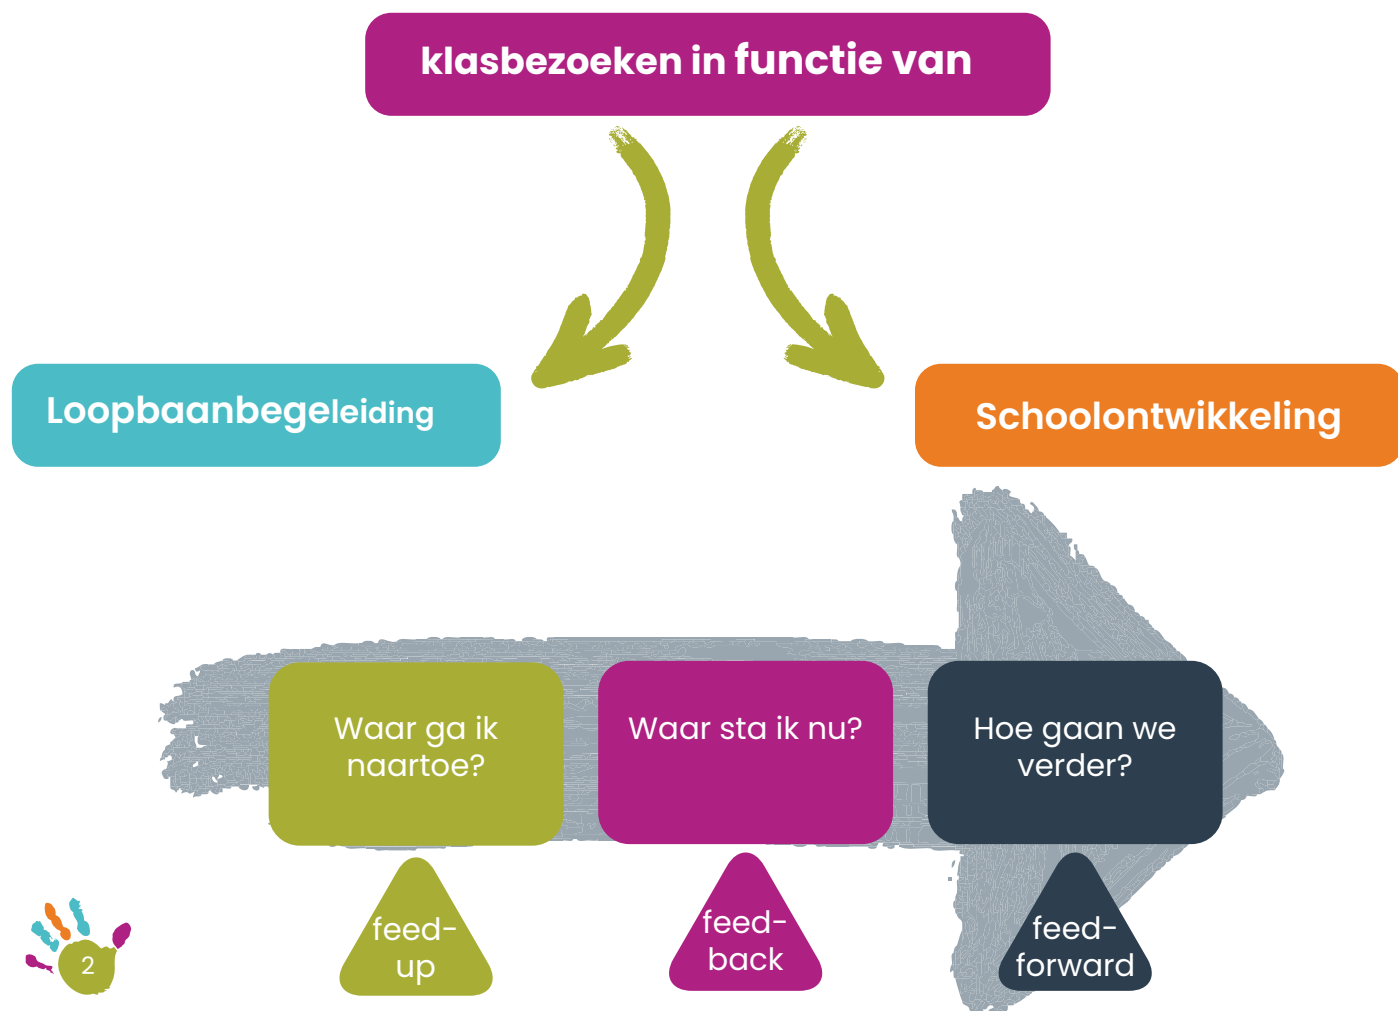 klasbezoeken in functie van
Loopbaanbegeleiding
Schoolontwikkeling
Waar ga ik
naartoe?
Waar sta ik nu?
Hoe gaan we
verder?
feed-
up
feed-
back
feed-
forward
2